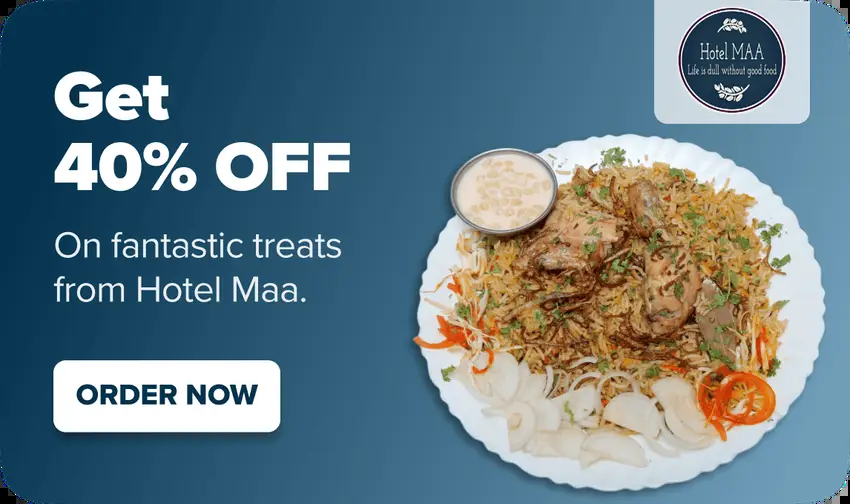 Hotel MAA
Life is dull without good food
Get
40% OFF
On fantastic treats
from Hotel Maa.
ORDER NOW